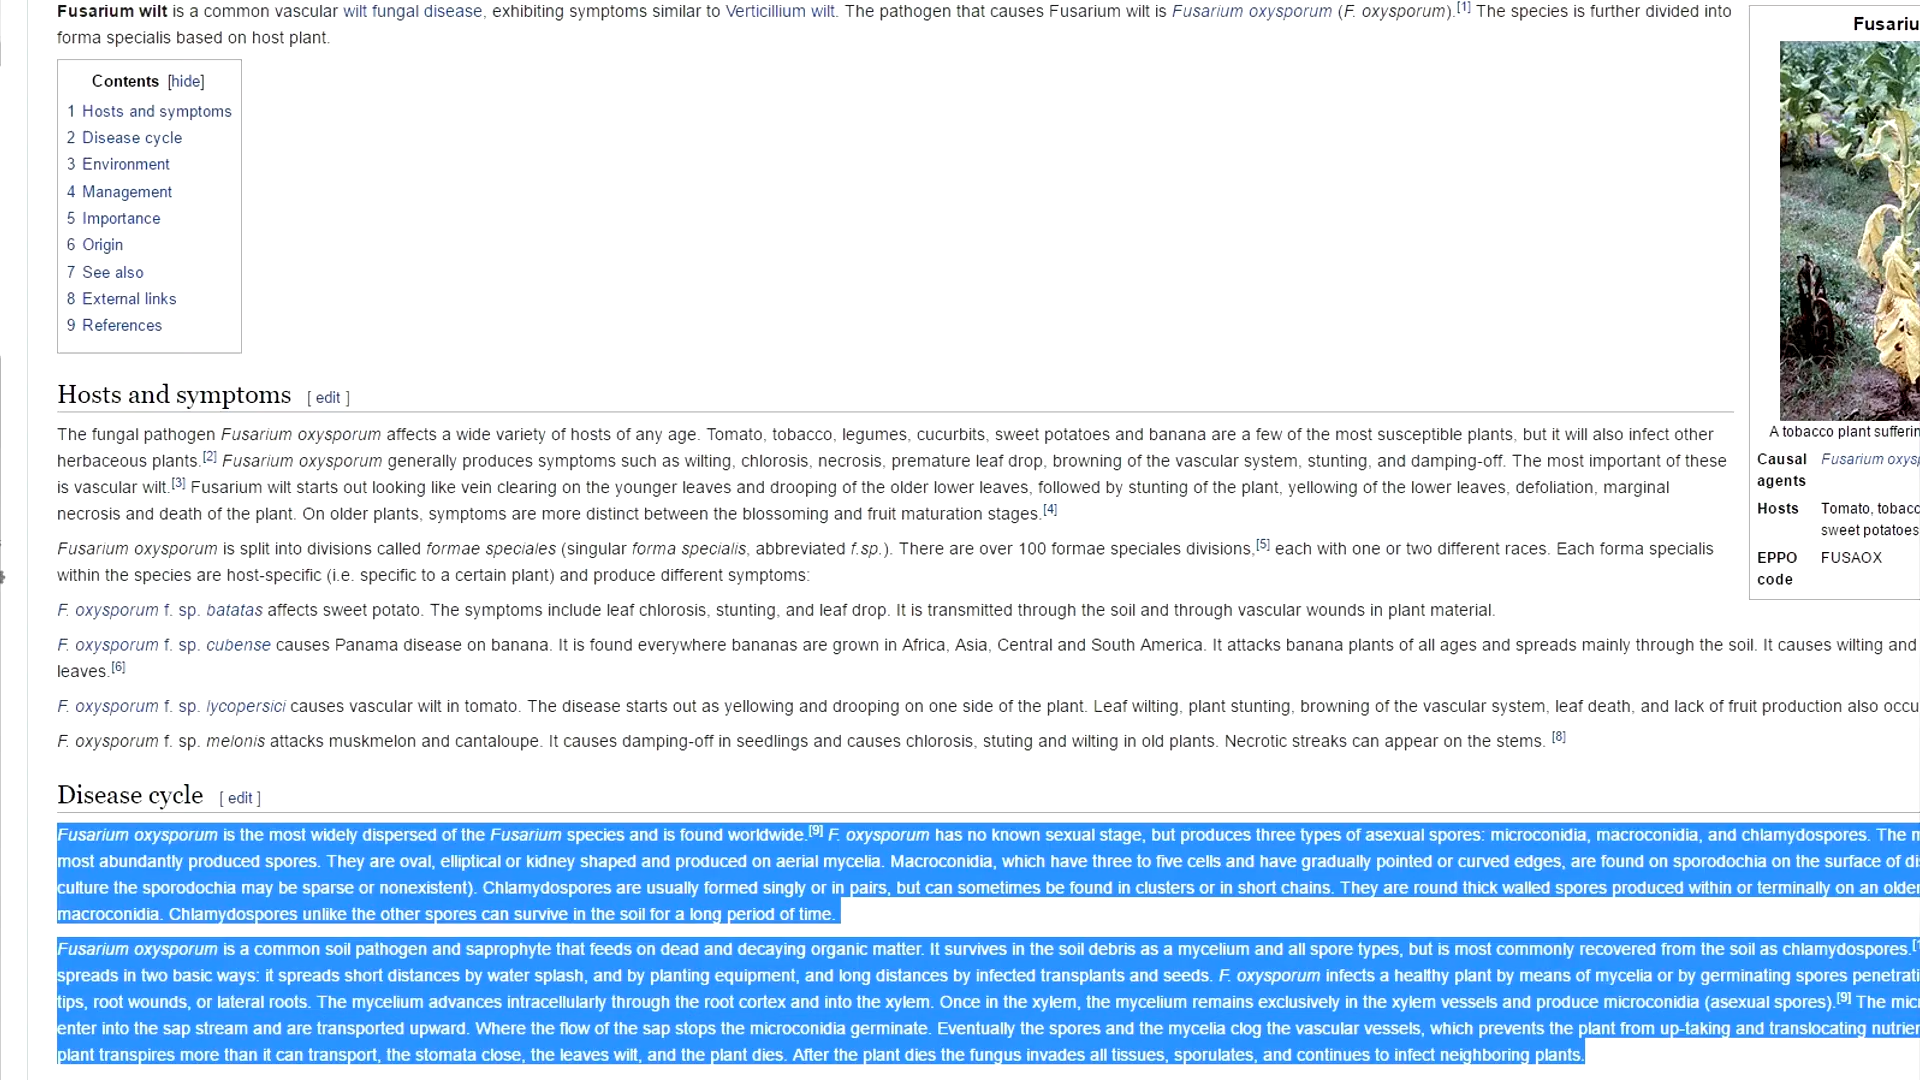 Fusarium wilt is a common vascular wilt fungal disease, exhibiting symptoms similar to Verticillium wilt. The pathogen that causes Fusarium wilt is Fusarium oxysporum (F. oxysporum).[1] The species is further divided into
forma specialis based on host plant.
Contents [hide]
1 Hosts and symptoms
2 Disease cycle
3 Environment
4 Management
5 Importance
6 Origin
7 See also
8 External links
9 References
Hosts and symptoms [ edit ]
The fungal pathogen Fusarium oxysporum affects a wide variety of hosts of any age. Tomato, tobacco, legumes, cucurbits, sweet potatoes and banana are a few of the most susceptible plants, but it will also infect other
herbaceous plants.[2] Fusarium oxysporum generally produces symptoms such as wilting, chlorosis, necrosis, premature leaf drop, browning of the vascular system, stunting, and damping-off. The most important of these
is vascular wilt.[3] Fusarium wilt starts out looking like vein clearing on the younger leaves and drooping of the older lower leaves, followed by stunting of the plant, yellowing of the lower leaves, defoliation, marginal
necrosis and death of the plant. On older plants, symptoms are more distinct between the blossoming and fruit maturation stages.[4]
Fusarium oxysporum is split into divisions called formae speciales (singular forma specialis, abbreviated f.sp.). There are over 100 formae speciales divisions,[5] each with one or two different races. Each forma specialis
within the species are host-specific (i.e. specific to a certain plant) and produce different symptoms:
F. oxysporum f. sp. batatas affects sweet potato. The symptoms include leaf chlorosis, stunting, and leaf drop. It is transmitted through the soil and through vascular wounds in plant material.
F. oxysporum f. sp. cubense causes Panama disease on banana. It is found everywhere bananas are grown in Africa, Asia, Central and South America. It attacks banana plants of all ages and spreads mainly through the soil. It causes wilting and
leaves.[6]
F. oxysporum f. sp. lycopersici causes vascular wilt in tomato. The disease starts out as yellowing and drooping on one side of the plant. Leaf wilting, plant stunting, browning of the vascular system, leaf death, and lack of fruit production also
F. oxysporum f. sp. melonis attacks muskmelon and cantaloupe. It causes damping-off in seedlings and causes chlorosis, stuting and wilting in old plants. Necrotic streaks can appear on the stems. [8]
Disease cycle [ edit ]
Fusarium oxysporum is the most widely dispersed of the Fusarium species and is found worldwide.[9] F. oxysporum has no known sexual stage, but produces three types of asexual spores: microconidia, macroconidia, and chlamydospores. The
most abundantly produced spores. They are oval, elliptical or kidney shaped and produced on aerial mycelia. Macroconidia, which have three to five cells and have gradually pointed or curved edges, are found on sporodochia on the surface of
culture the sporodochia may be sparse or nonexistent). Chlamydospores are usually formed singly or in pairs, but can sometimes be found in clusters or in short chains. They are round thick walled spores produced within or terminally on an older
macroconidia. Chlamydospores unlike the other spores can survive in the soil for a long period of time.
Fusarium oxysporum is a common soil pathogen and saprophyte that feeds on dead and decaying organic matter. It survives in the soil debris as a mycelium and all spore types, but is most commonly recovered from the soil as chlamydospores.
spreads in two basic ways: it spreads short distances by water splash, and by planting equipment, and long distances by infected transplants and seeds. F. oxysporum infects a healthy plant by means of mycelia or by germinating spores
tips, root wounds, or lateral roots. The mycelium advances intracellularly through the root cortex and into the xylem. Once in the xylem, the mycelium remains exclusively in the xylem vessels and produce microconidia (asexual spores).[9] The
enter into the sap stream and are transported upward. Where the flow of the sap stops the microconidia germinate. Eventually the spores and the mycelia clog the vascular vessels, which prevents the plant from up-taking and translocating
plant transpires more than it can transport, the stomata close, the leaves wilt, and the plant dies. After the plant dies the fungus invades all tissues, sporulates, and continues to infect neighboring plants.
A tobacco plant
Causal agents
Fusarium
Hosts
Tomato,
sweet potatoes
EPPO code
FUSAOX